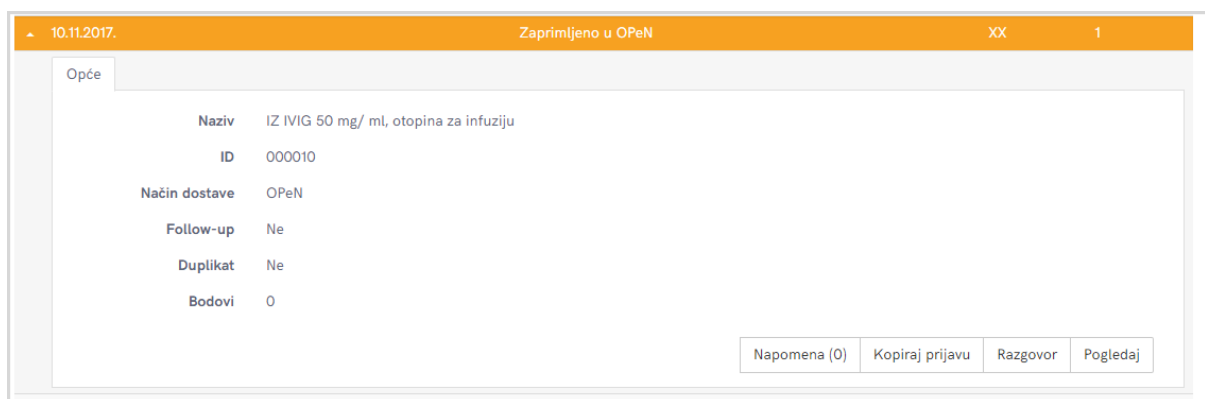 10.11.2017. Zaprimljeno u OPeN XX 1
Opće
Naziv IZ IVIG 50 mg/ ml, otopina za infuziju
ID 000010
Način dostave OPeN
Follow-up Ne
Duplikat Ne
Bodovi 0
Napomena (0) Kopiraj prijavu Razgovor Pogledaj